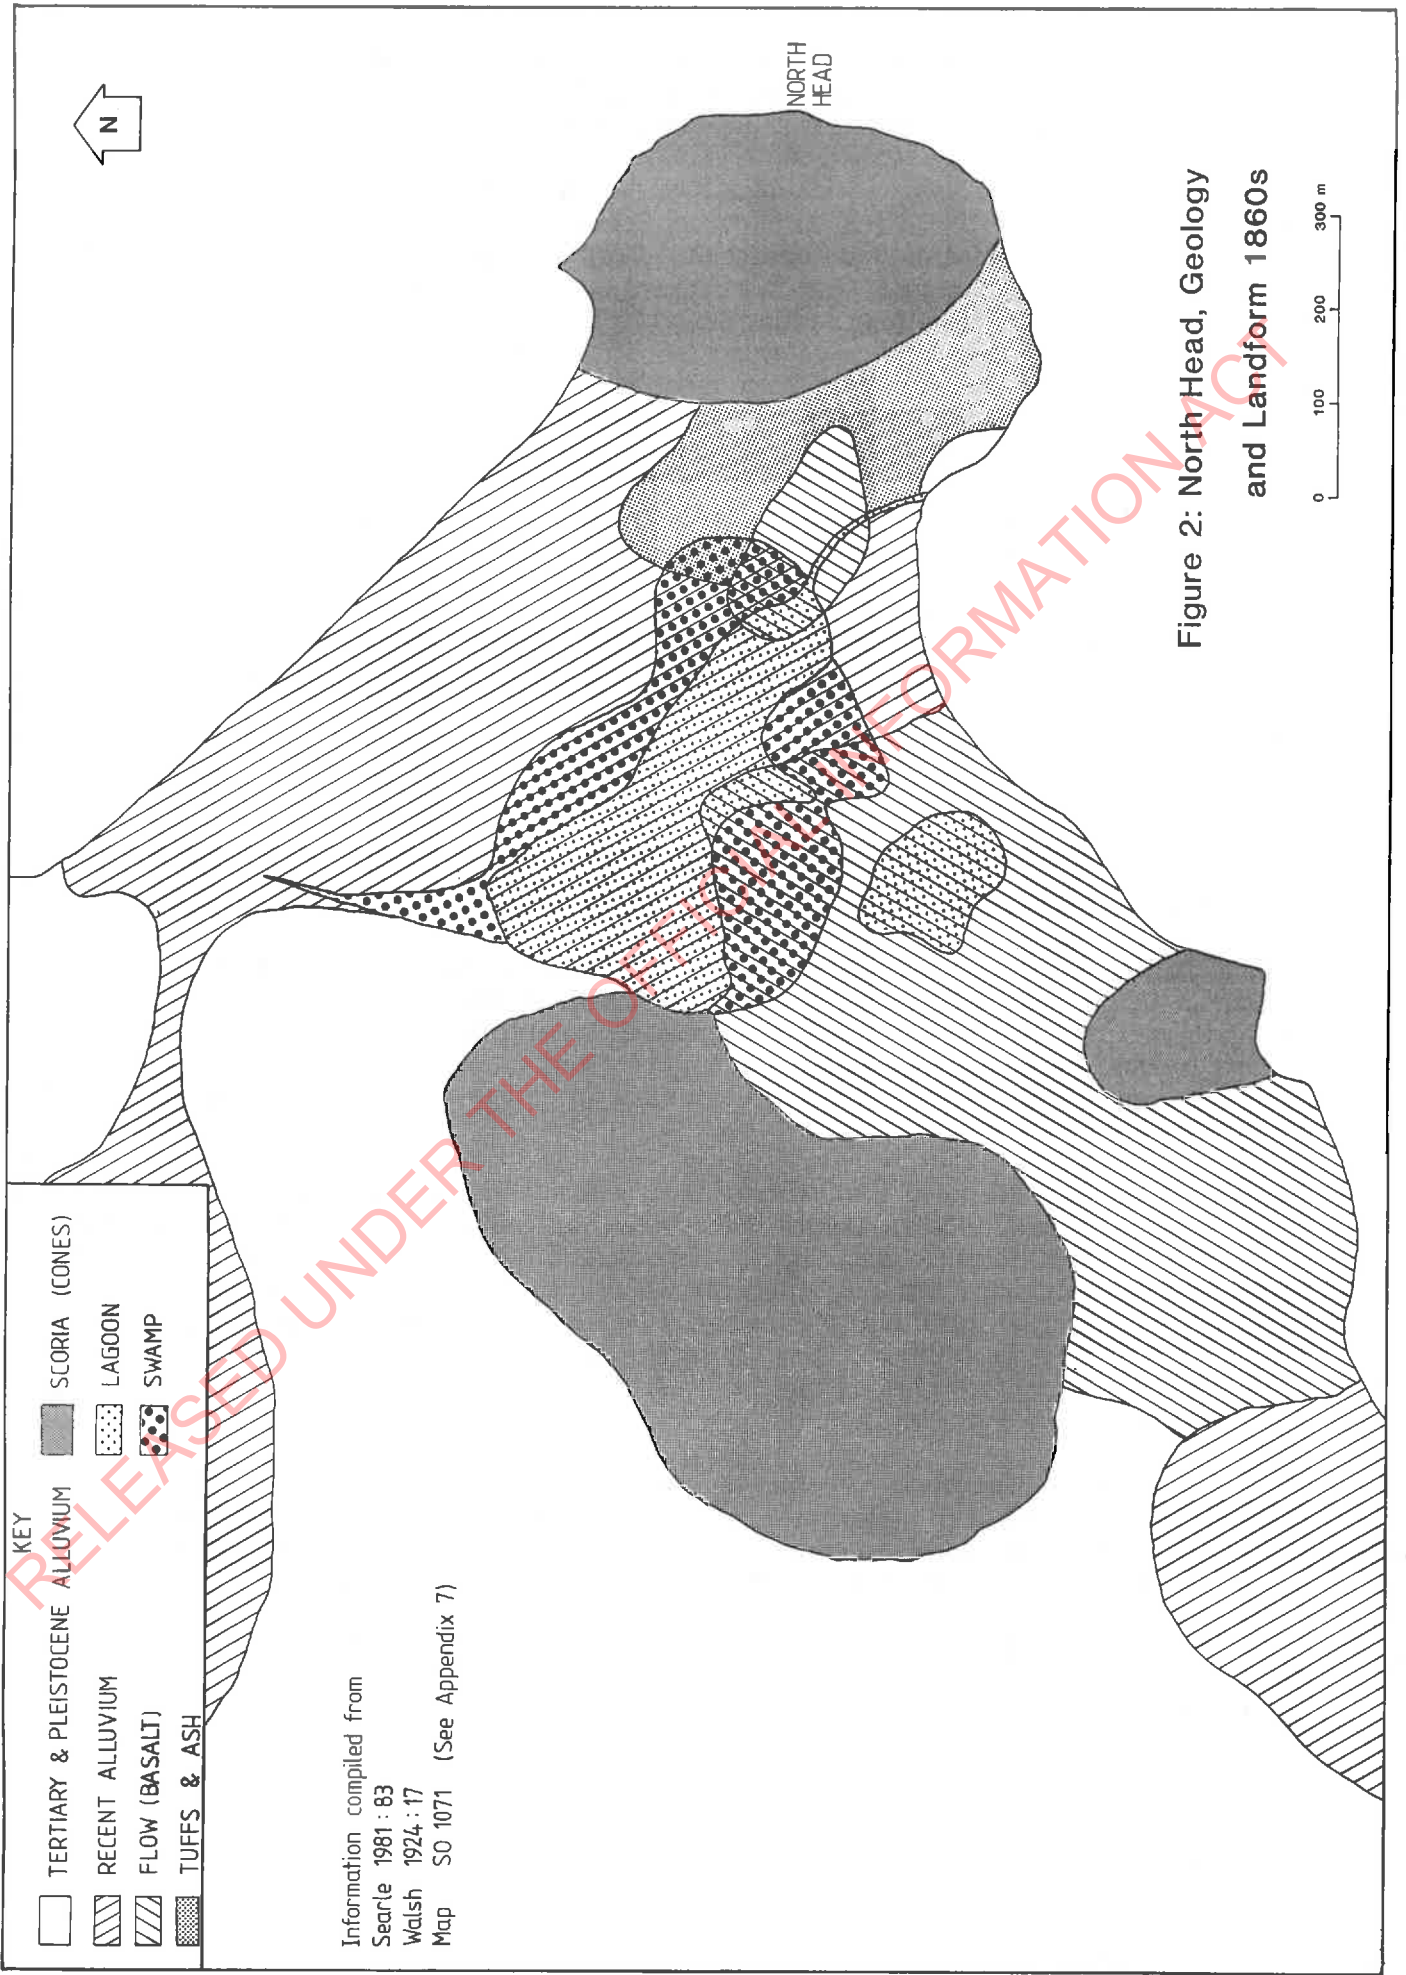 N
NORTH
HEAD
KEY
TERTIARY & PLEISTOCENE ALLUVIUM
RECENT ALLUVIUM
FLOW (BASALT)
TUFFS & ASH
SCORIA (CONES)
LAGOON
SWAMP
Information compiled from
Searle 1981 : 83
Walsh 1924 : 17
Map SO 1071 (See Appendix 7)
Figure 2: North Head, Geology
and Landform 1860s
0 100 200 300 m
RELEASED UNDER THE OFFICIAL INFORMATION ACT